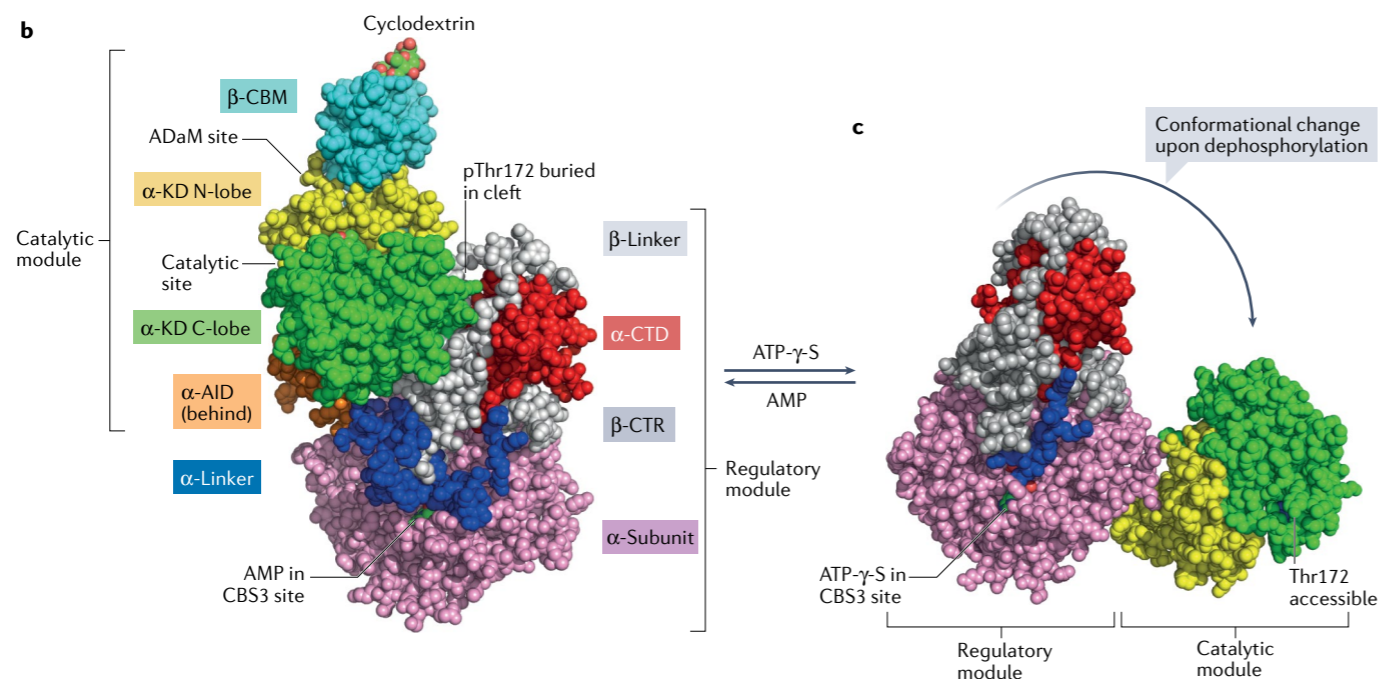 b
Cyclodextrin
β-CBM
ADaM site
α-KD N-lobe
pThr172 buried
in cleft
Catalytic
module
Catalytic
site
α-KD C-lobe
α-AID
(behind)
α-Linker
AMP in
CBS3 site
β-Linker
α-CTD
β-CTR
Regulatory
module
α-Subunit
ATP-γ-S
AMP
c
Conformational change
upon dephosphorylation
ATP-γ-S in
CBS3 site
Thr172
accessible
Regulatory
module
Catalytic
module